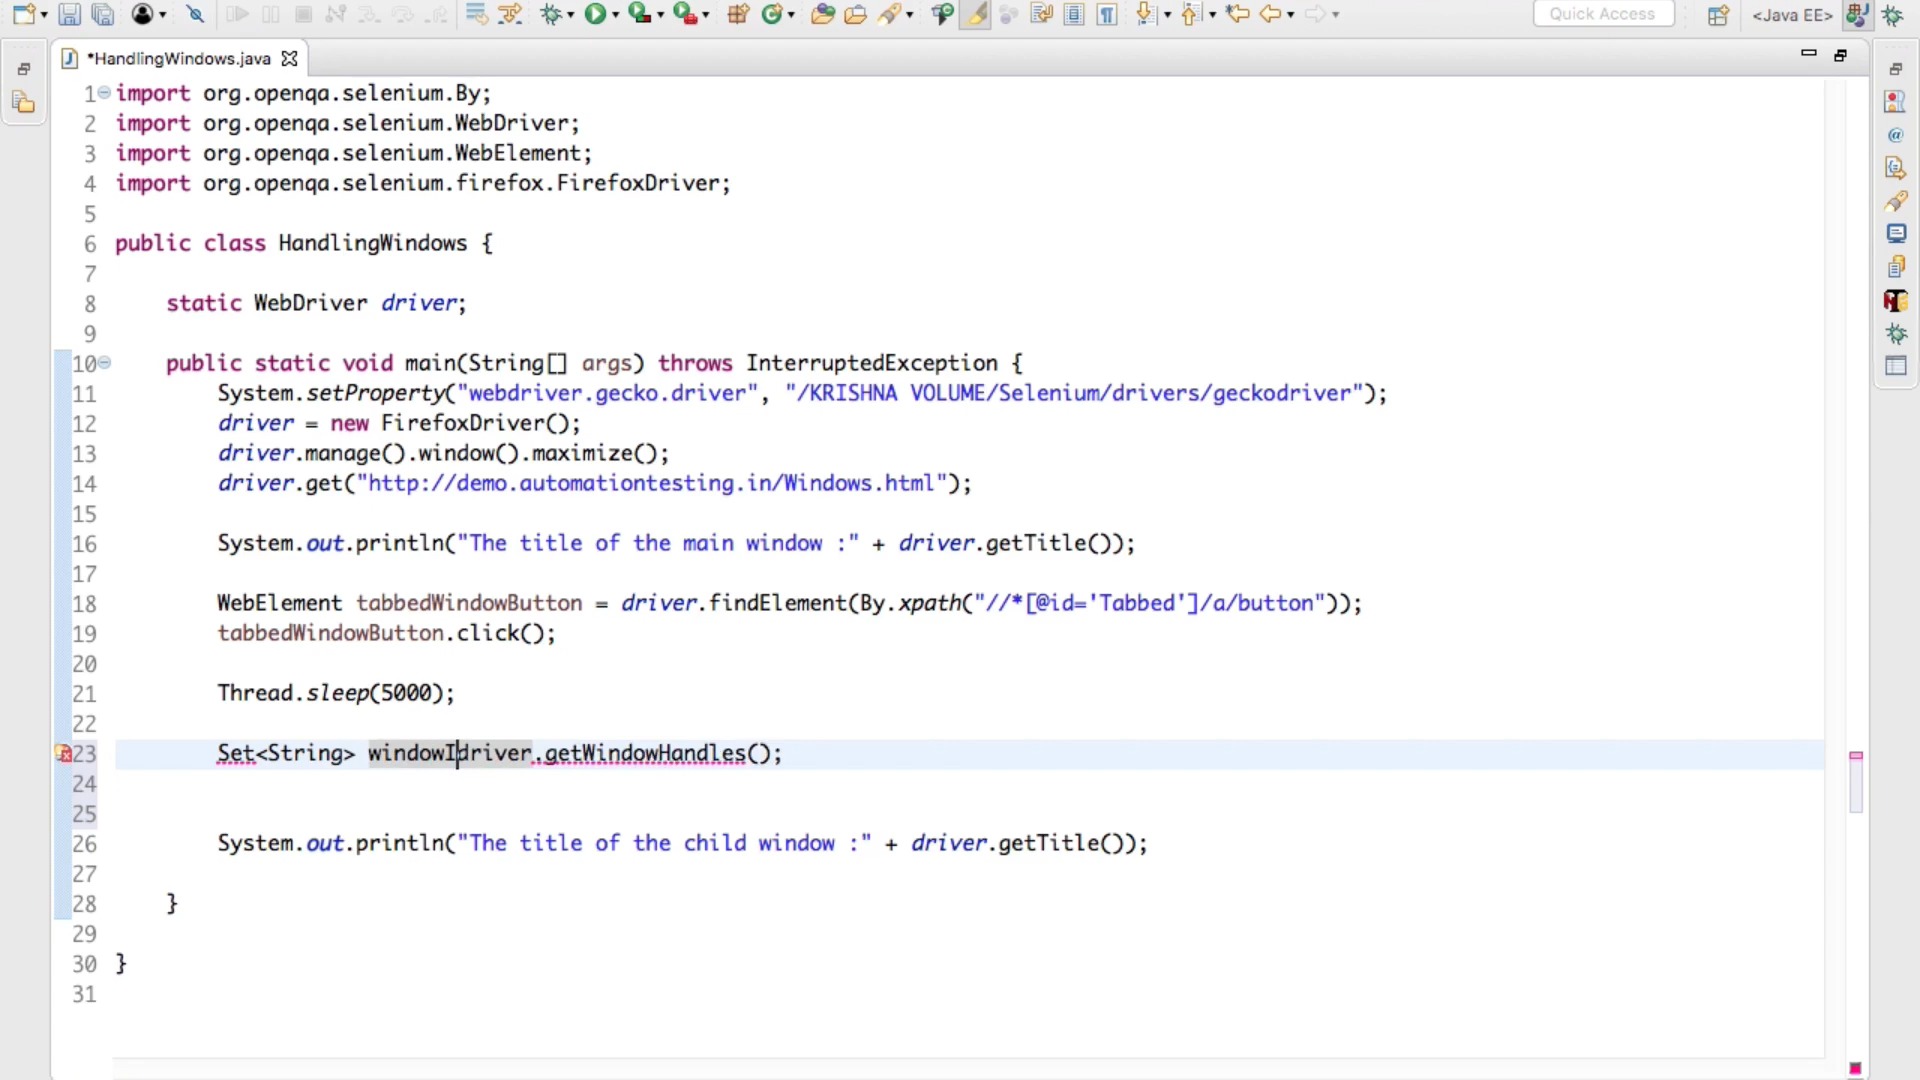 Quick Access
<Java EE>
*HandlingWindows.java
1 import org.openqa.selenium.By;
2 import org.openqa.selenium.WebDriver;
3 import org.openqa.selenium.WebElement;
4 import org.openqa.selenium.firefox.FirefoxDriver;
5
6 public class HandlingWindows {
7
8 static WebDriver driver;
9
10 public static void main(String[] args) throws InterruptedException {
11 System.setProperty("webdriver.gecko.driver", "/KRISHNA VOLUME/Selenium/drivers/geckodriver");
12 driver = new FirefoxDriver();
13 driver.manage().window().maximize();
14 driver.get("http://demo.automationtesting.in/Windows.html");
15
16 System.out.println("The title of the main window :" + driver.getTitle());
17
18 WebElement tabbedWindowButton = driver.findElement(By.xpath("//*[@id='Tabbed']/a/button"));
19 tabbedWindowButton.click();
20
21 Thread.sleep(5000);
22
23 Set<String> windowIdriver.getWindowHandles();
24
25
26 System.out.println("The title of the child window :" + driver.getTitle());
27
28 }
29
30 }
31